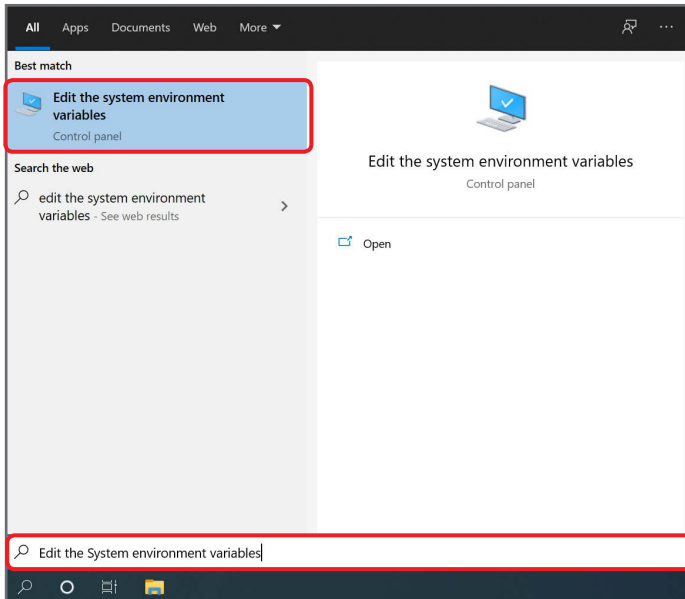 All Apps Documents Web More
Best match
Edit the system environment
variables
Control panel
Search the web
edit the system environment
variables - See web results
Edit the system environment variables
Control panel
Open
Edit the System environment variables